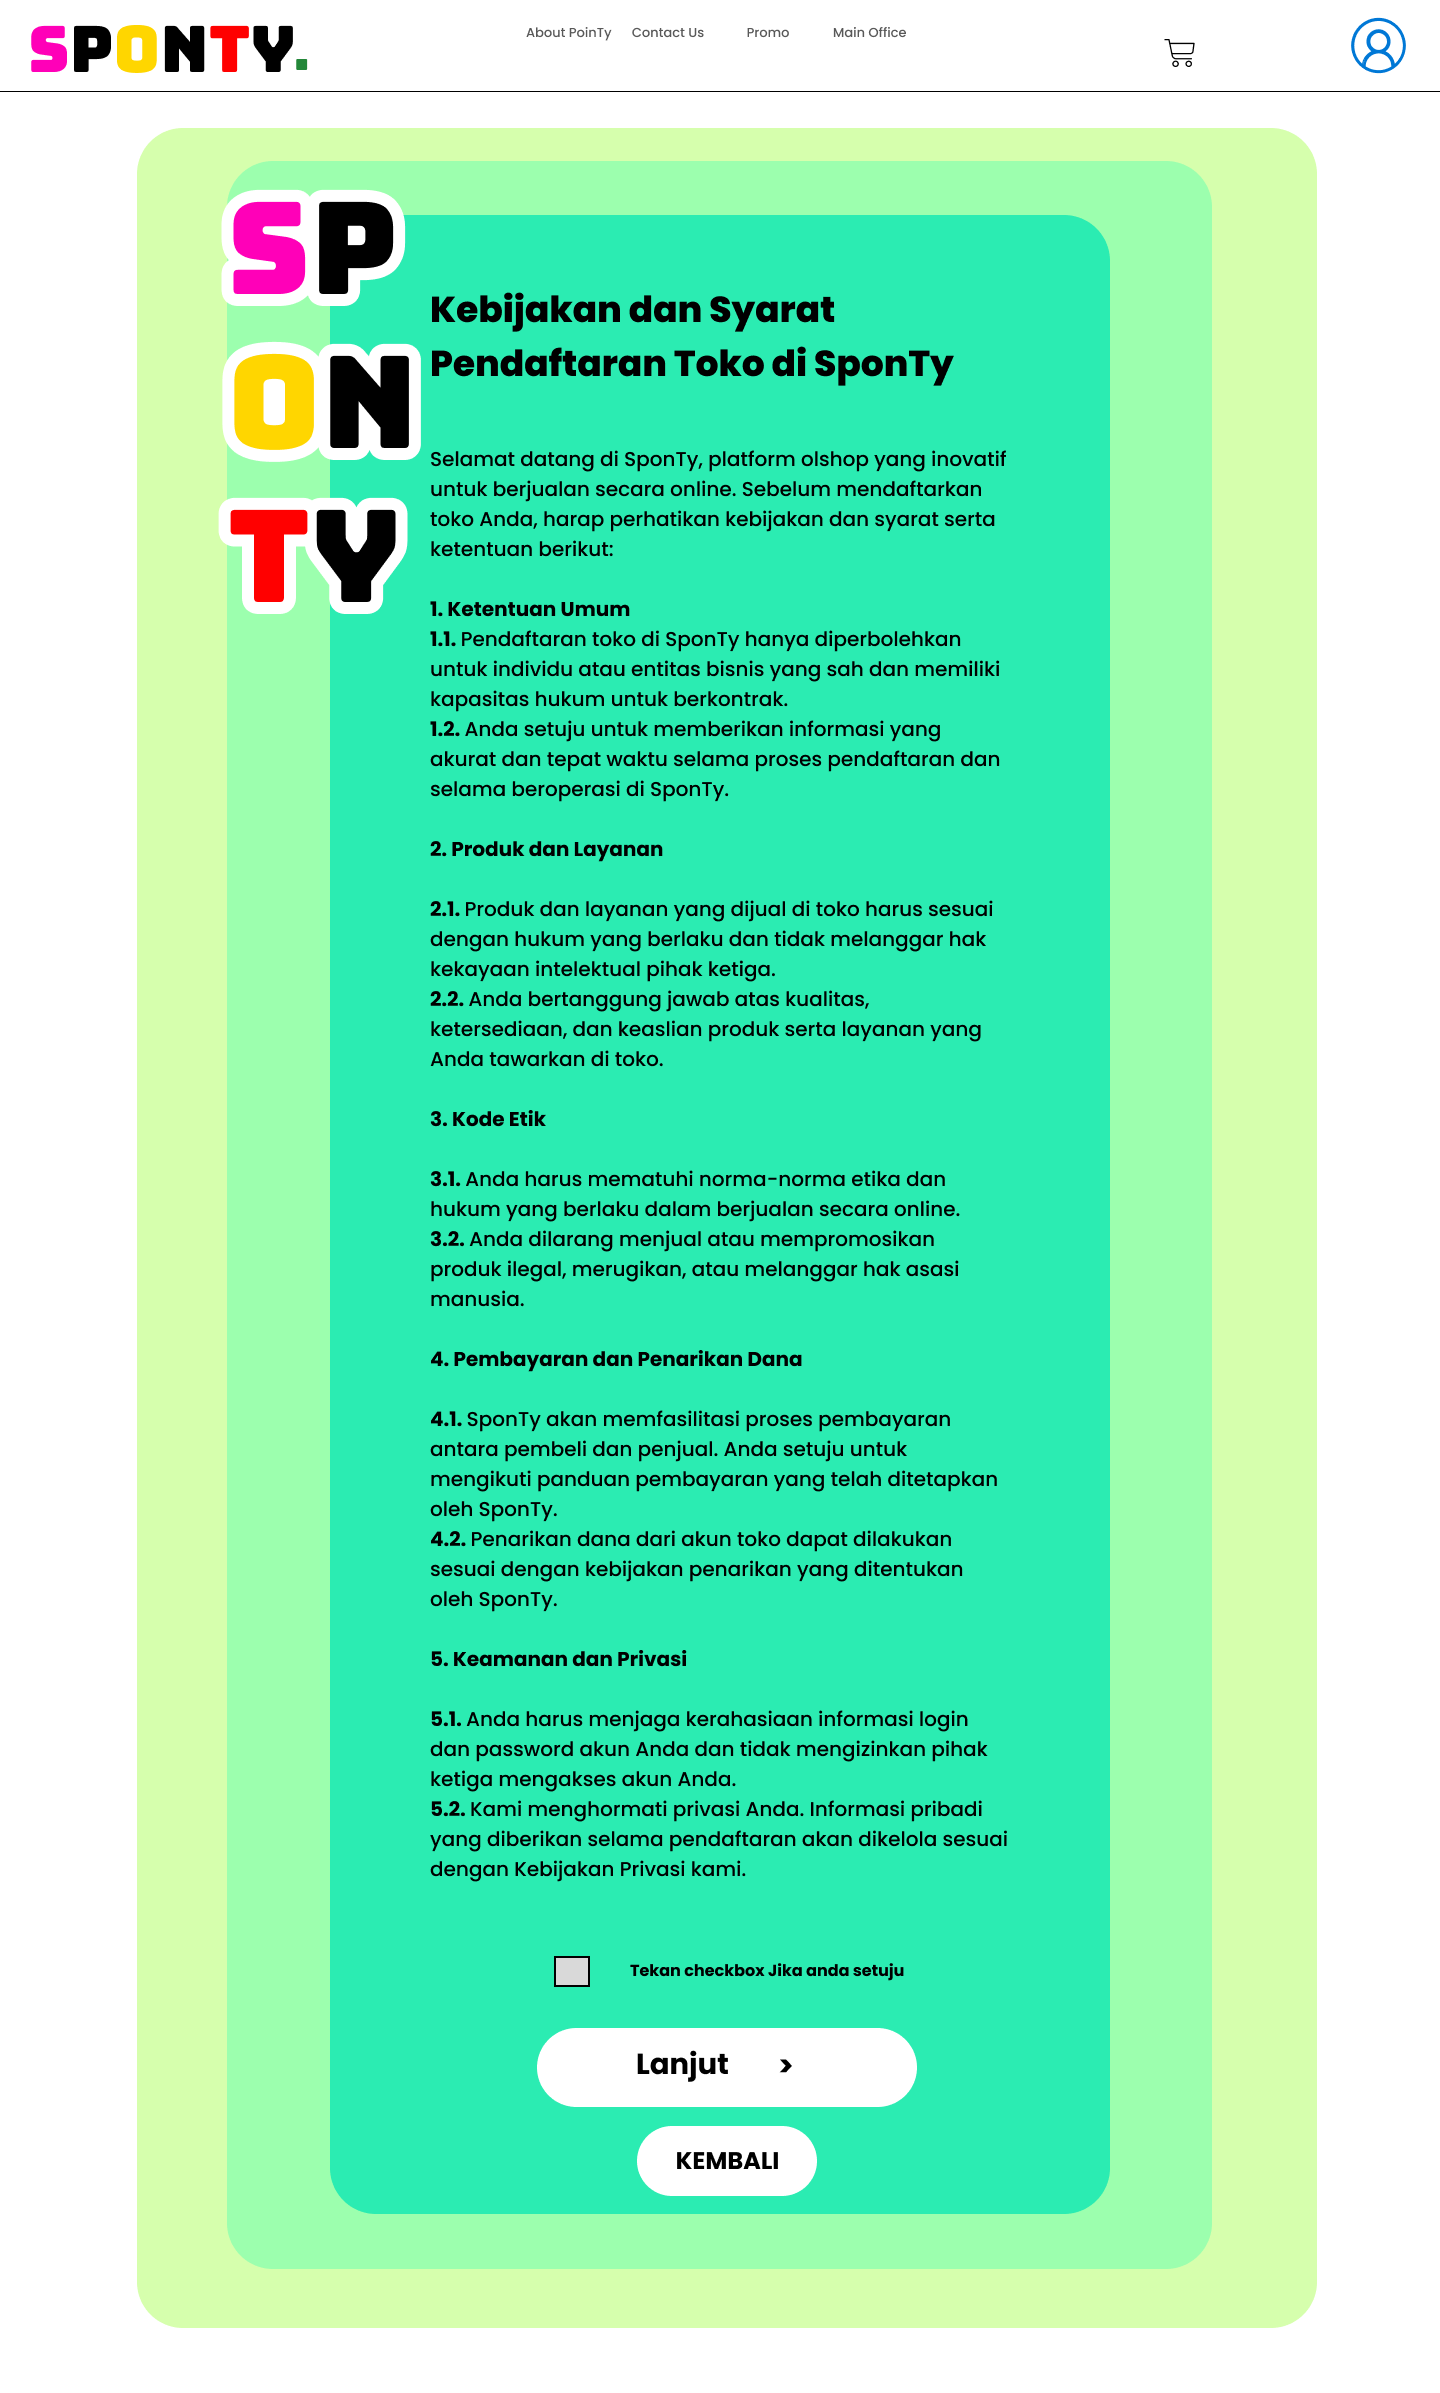 SPONTY.
About PoinTy Contact Us Promo Main Office
SP
ON
TY
Kebijakan dan Syarat
Pendaftaran Toko di SponTy
Selamat datang di SponTy, platform olshop yang inovatif
untuk berjualan secara online. Sebelum mendaftarkan
toko Anda, harap perhatikan kebijakan dan syarat serta
ketentuan berikut:
1. Ketentuan Umum
1.1. Pendaftaran toko di SponTy hanya diperbolehkan
untuk individu atau entitas bisnis yang sah dan memiliki
kapasitas hukum untuk berkontrak.
1.2. Anda setuju untuk memberikan informasi yang
akurat dan tepat waktu selama proses pendaftaran dan
selama beroperasi di SponTy.
2. Produk dan Layanan
2.1. Produk dan layanan yang dijual di toko harus sesuai
dengan hukum yang berlaku dan tidak melanggar hak
kekayaan intelektual pihak ketiga.
2.2. Anda bertanggung jawab atas kualitas,
ketersediaan, dan keaslian produk serta layanan yang
Anda tawarkan di toko.
3. Kode Etik
3.1. Anda harus mematuhi norma-norma etika dan
hukum yang berlaku dalam berjualan secara online.
3.2. Anda dilarang menjual atau mempromosikan
produk ilegal, merugikan, atau melanggar hak asasi
manusia.
4. Pembayaran dan Penarikan Dana
4.1. SponTy akan memfasilitasi proses pembayaran
antara pembeli dan penjual. Anda setuju untuk
mengikuti panduan pembayaran yang telah ditetapkan
oleh SponTy.
4.2. Penarikan dana dari akun toko dapat dilakukan
sesuai dengan kebijakan penarikan yang ditentukan
oleh SponTy.
5. Keamanan dan Privasi
5.1. Anda harus menjaga kerahasiaan informasi login
dan password akun Anda dan tidak mengizinkan pihak
ketiga mengakses akun Anda.
5.2. Kami menghormati privasi Anda. Informasi pribadi
yang diberikan selama pendaftaran akan dikelola sesuai
dengan Kebijakan Privasi kami.
Tekan checkbox Jika anda setuju
Lanjut >
KEMBALI